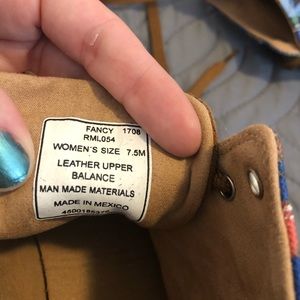 FANCY 1708
RML054
WOMEN'S SIZE 7.5M
LEATHER UPPER
BALANCE
MAN MADE MATERIALS
MADE IN MEXICO